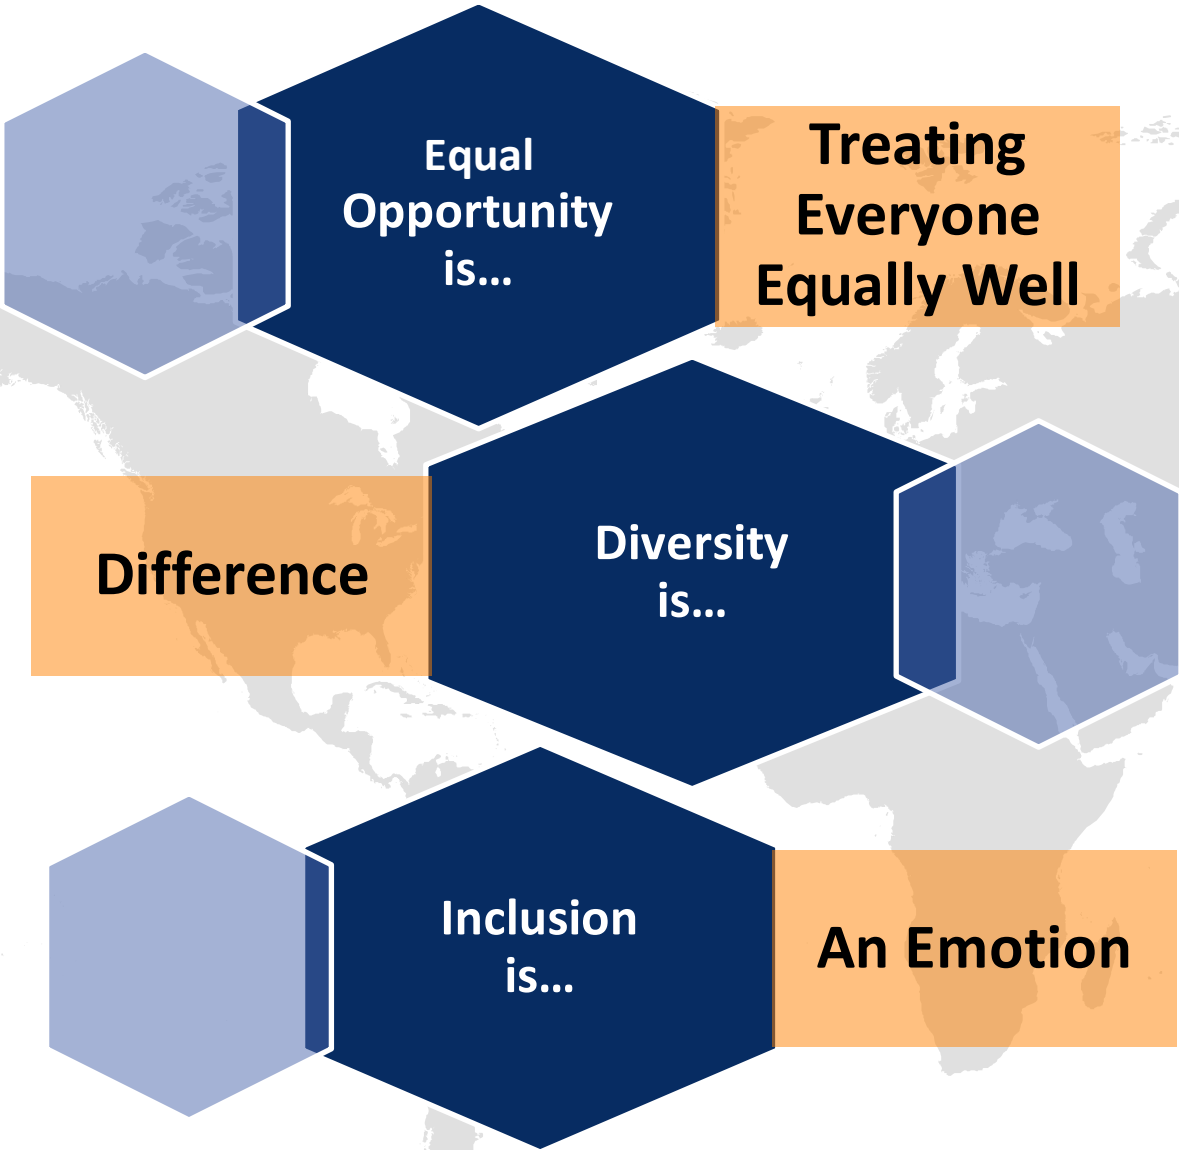 Equal
Opportunity
is...
Treating
Everyone
Equally Well
Difference
Diversity
is...
Inclusion
is...
An Emotion